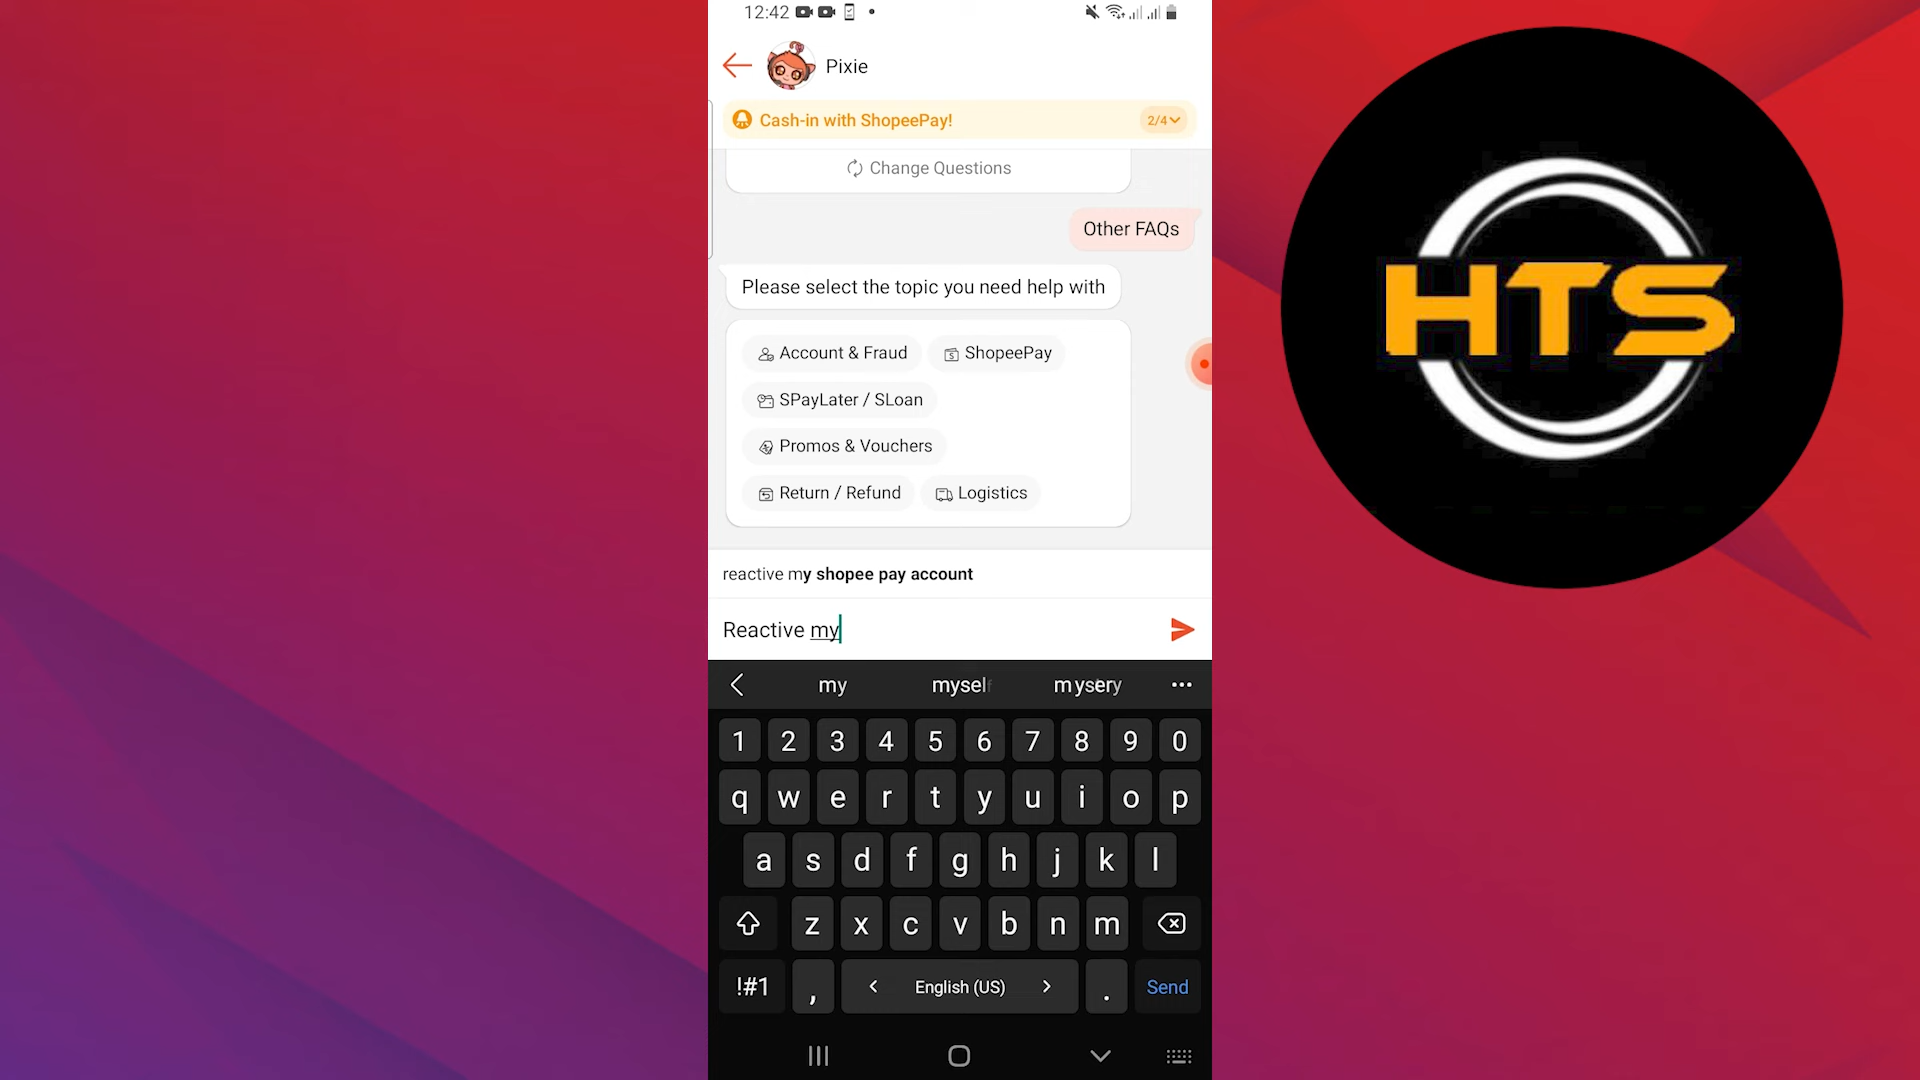 12:42
Pixie
Cash-in with ShopeePay!
2/4
Change Questions
Other FAQs
Please select the topic you need help with
Account & Fraud
ShopeePay
SPayLater / SLoan
Promos & Vouchers
Return / Refund
Logistics
reactive my shopee pay account
Reactive my
my
myself
mysery
1 2 3 4 5 6 7 8 9 0
q w e r t y u i o p
a s d f g h j k l
z x c v b n m
!#1 , < English (US) > . Send
HTS